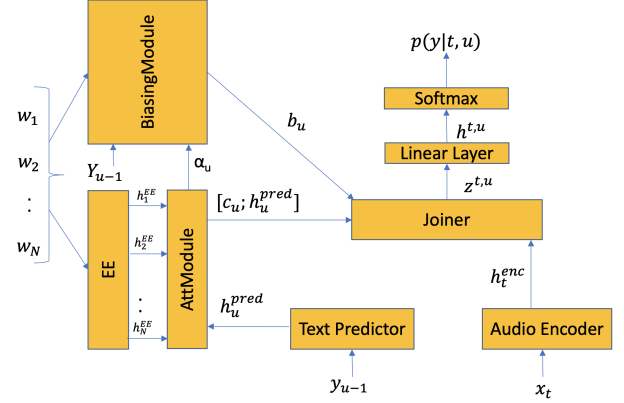 p(y|t, u)
BiasingModule
w₁
Softmax
b_u
h^{t,u}
w₂
Y_{u−1}
α_u
Linear Layer
z^{t,u}
:
h_1^{EE}
[c_u; h_u^{pred}]
Joiner
w_N
h_2^{EE}
EE
AttModule
h_t^{enc}
:
h_u^{pred}
h_N^{EE}
Text Predictor
Audio Encoder
y_{u−1}
x_t